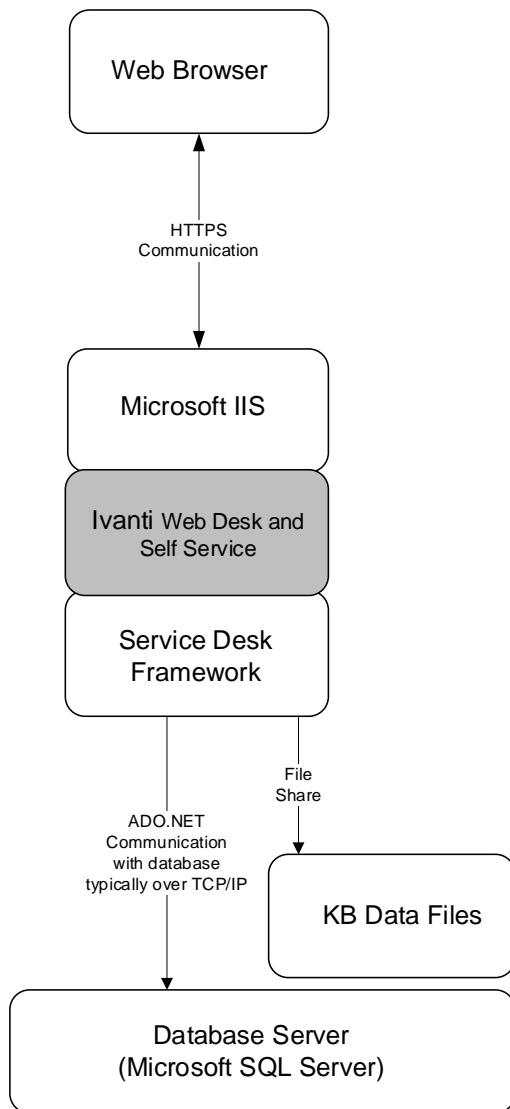 Web Browser
HTTPS
Communication
Microsoft IIS
Ivanti Web Desk and
Self Service
Service Desk
Framework
File
Share
ADO.NET
Communication
with database
typically over TCP/IP
KB Data Files
Database Server
(Microsoft SQL Server)